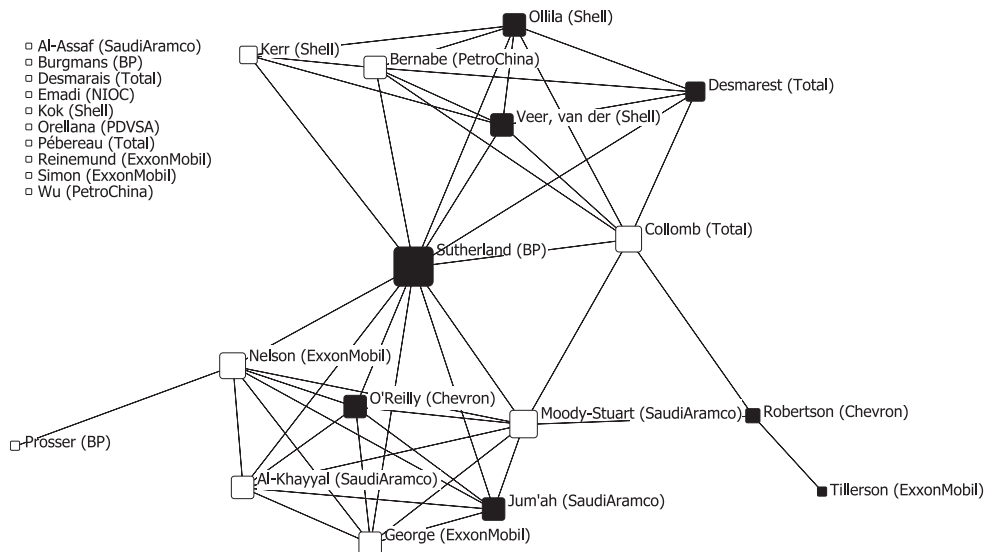 Al-Assaf (SaudiAramco)
Burgmans (BP)
Desmarais (Total)
Emadi (NIOC)
Kok (Shell)
Orellana (PDVSA)
Pébereau (Total)
Reinemund (ExxonMobil)
Simon (ExxonMobil)
Wu (PetroChina)
Ollila (Shell)
Kerr (Shell)
Bernabe (PetroChina)
Desmarest (Total)
Veer, van der (Shell)
Collomb (Total)
Sutherland (BP)
Nelson (ExxonMobil)
O'Reilly (Chevron)
Moody-Stuart (SaudiAramco)
Robertson (Chevron)
Prosser (BP)
Al-Khayyal (SaudiAramco)
Tillerson (ExxonMobil)
Jum'ah (SaudiAramco)
George (ExxonMobil)